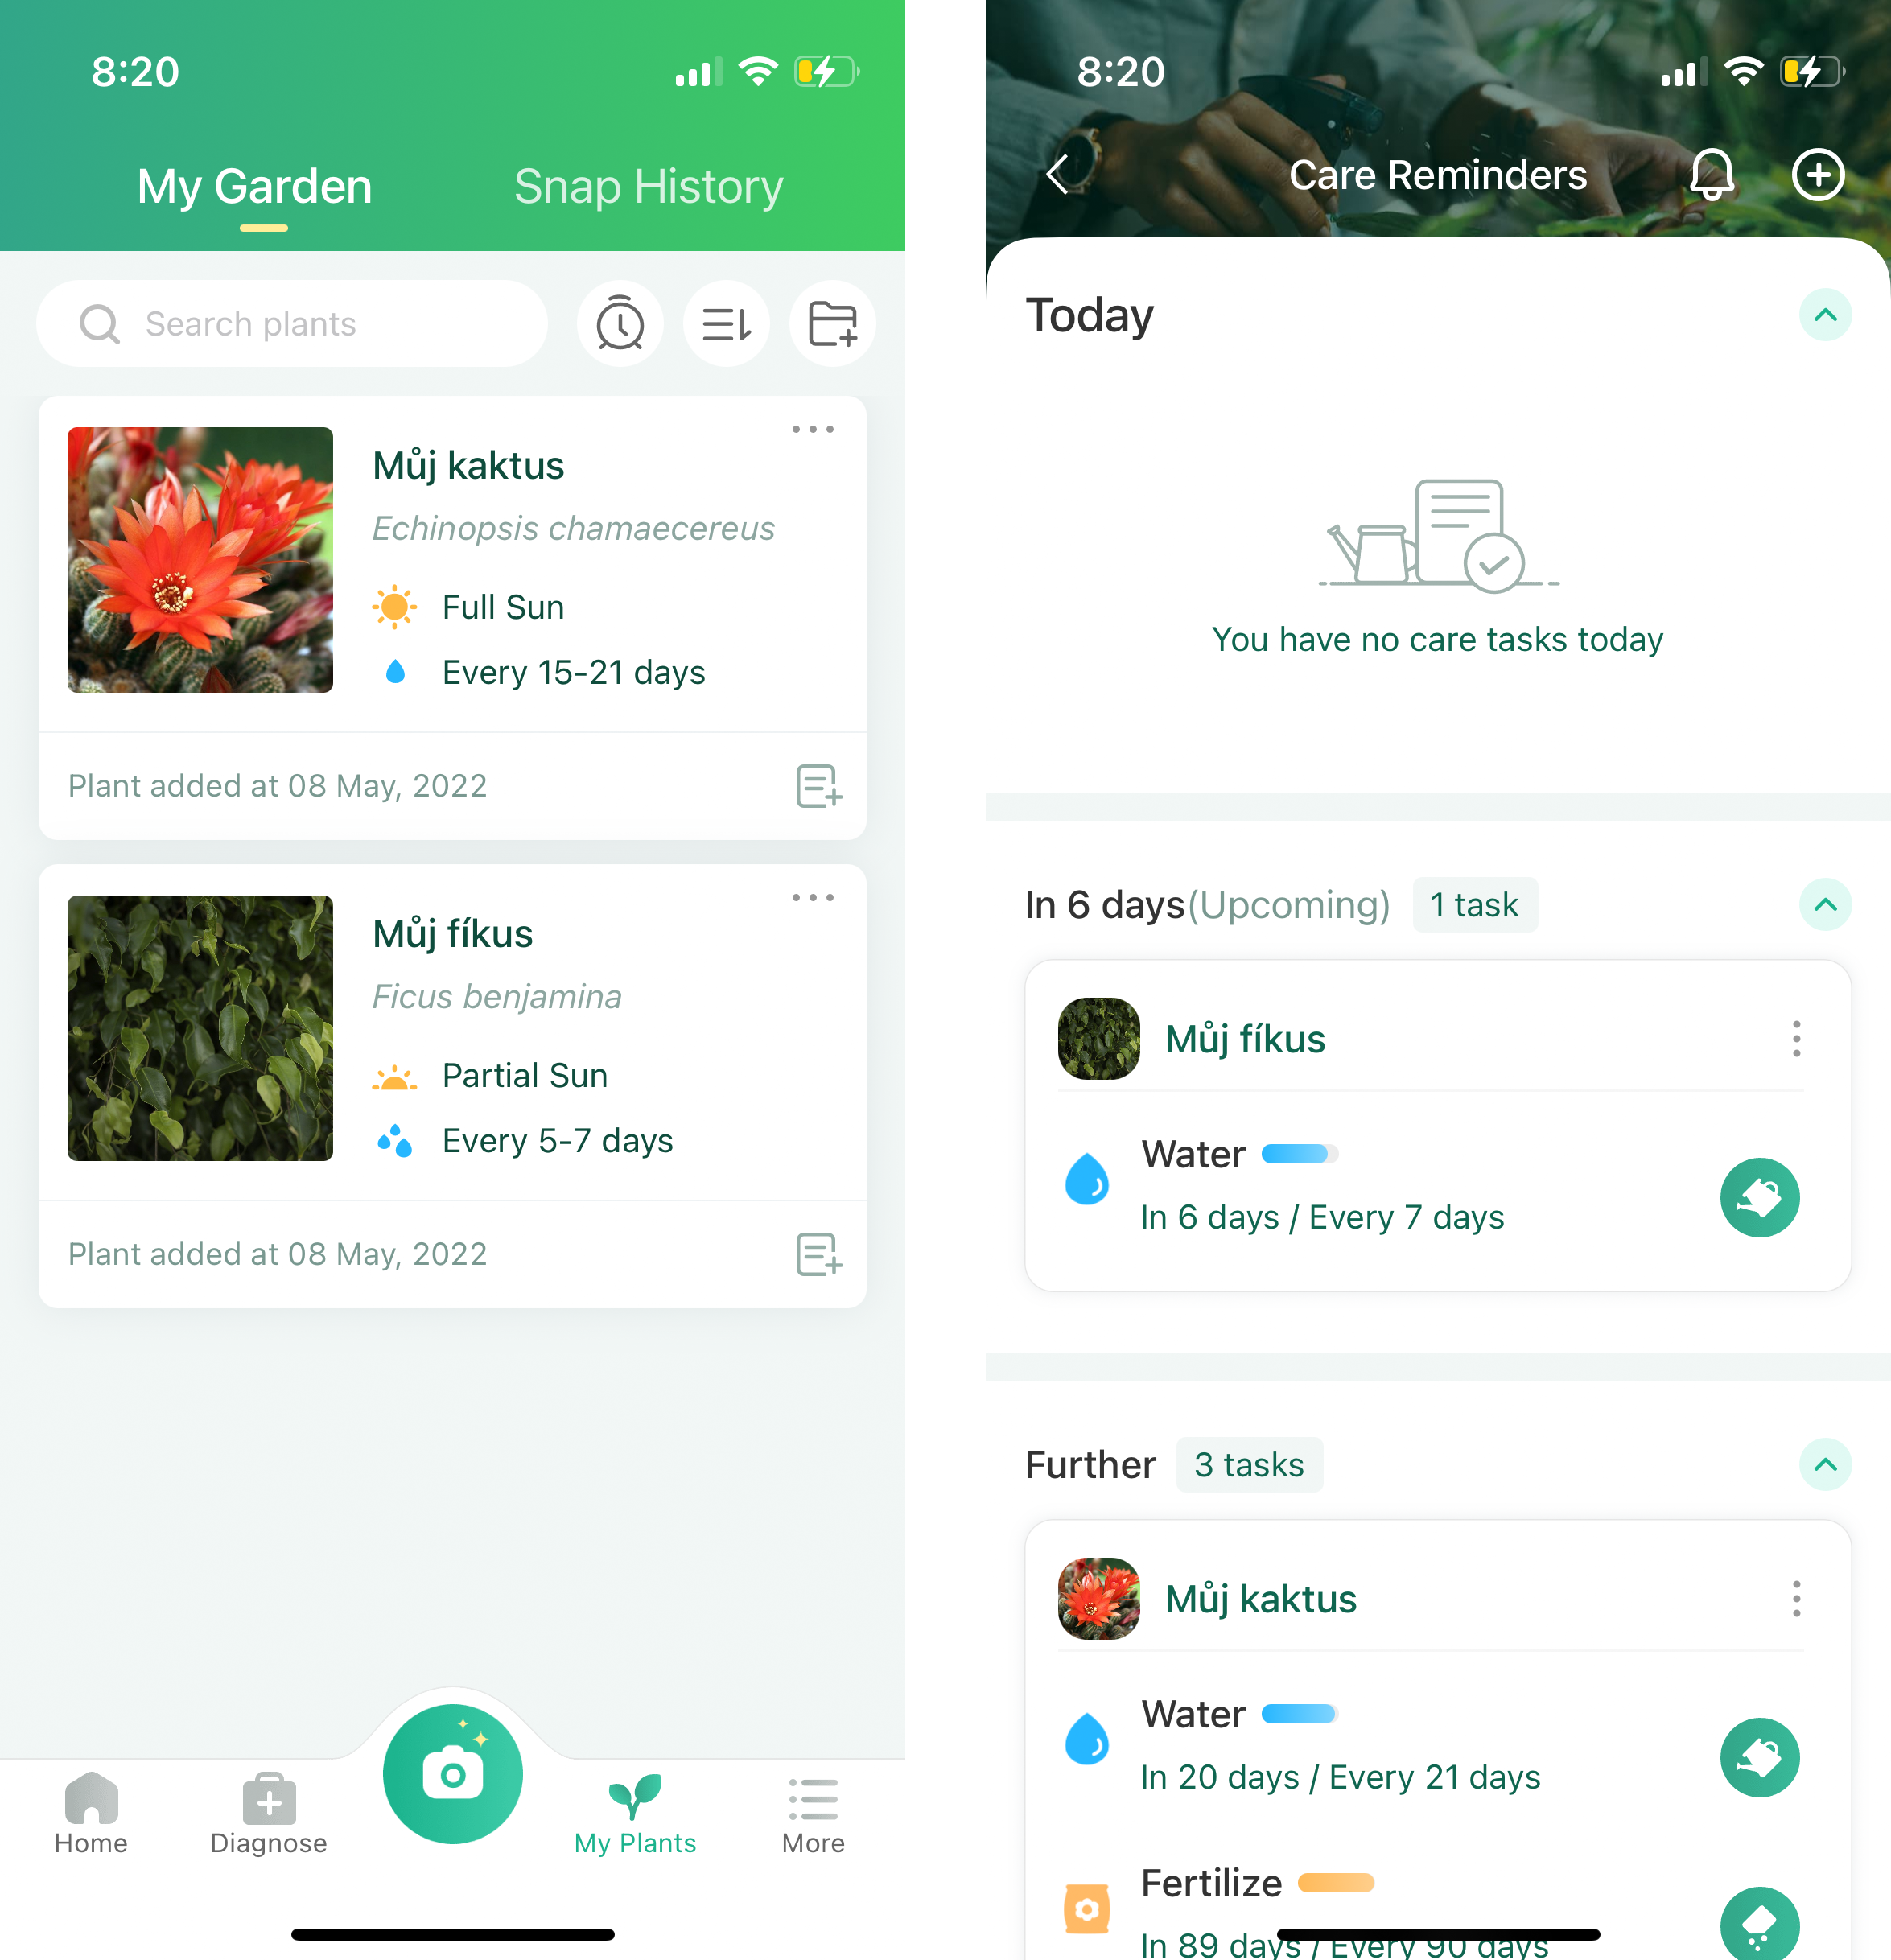 8:20
My Garden
Snap History
Search plants
Můj kaktus
Echinopsis chamaecereus
Full Sun
Every 15-21 days
Plant added at 08 May, 2022
Můj fíkus
Ficus benjamina
Partial Sun
Every 5-7 days
Plant added at 08 May, 2022
Home
Diagnose
My Plants
More
8:20
Care Reminders
Today
You have no care tasks today
In 6 days(Upcoming) 1 task
Můj fíkus
Water
In 6 days / Every 7 days
Further 3 tasks
Můj kaktus
Water
In 20 days / Every 21 days
Fertilize
In 89 days / Every 90 days